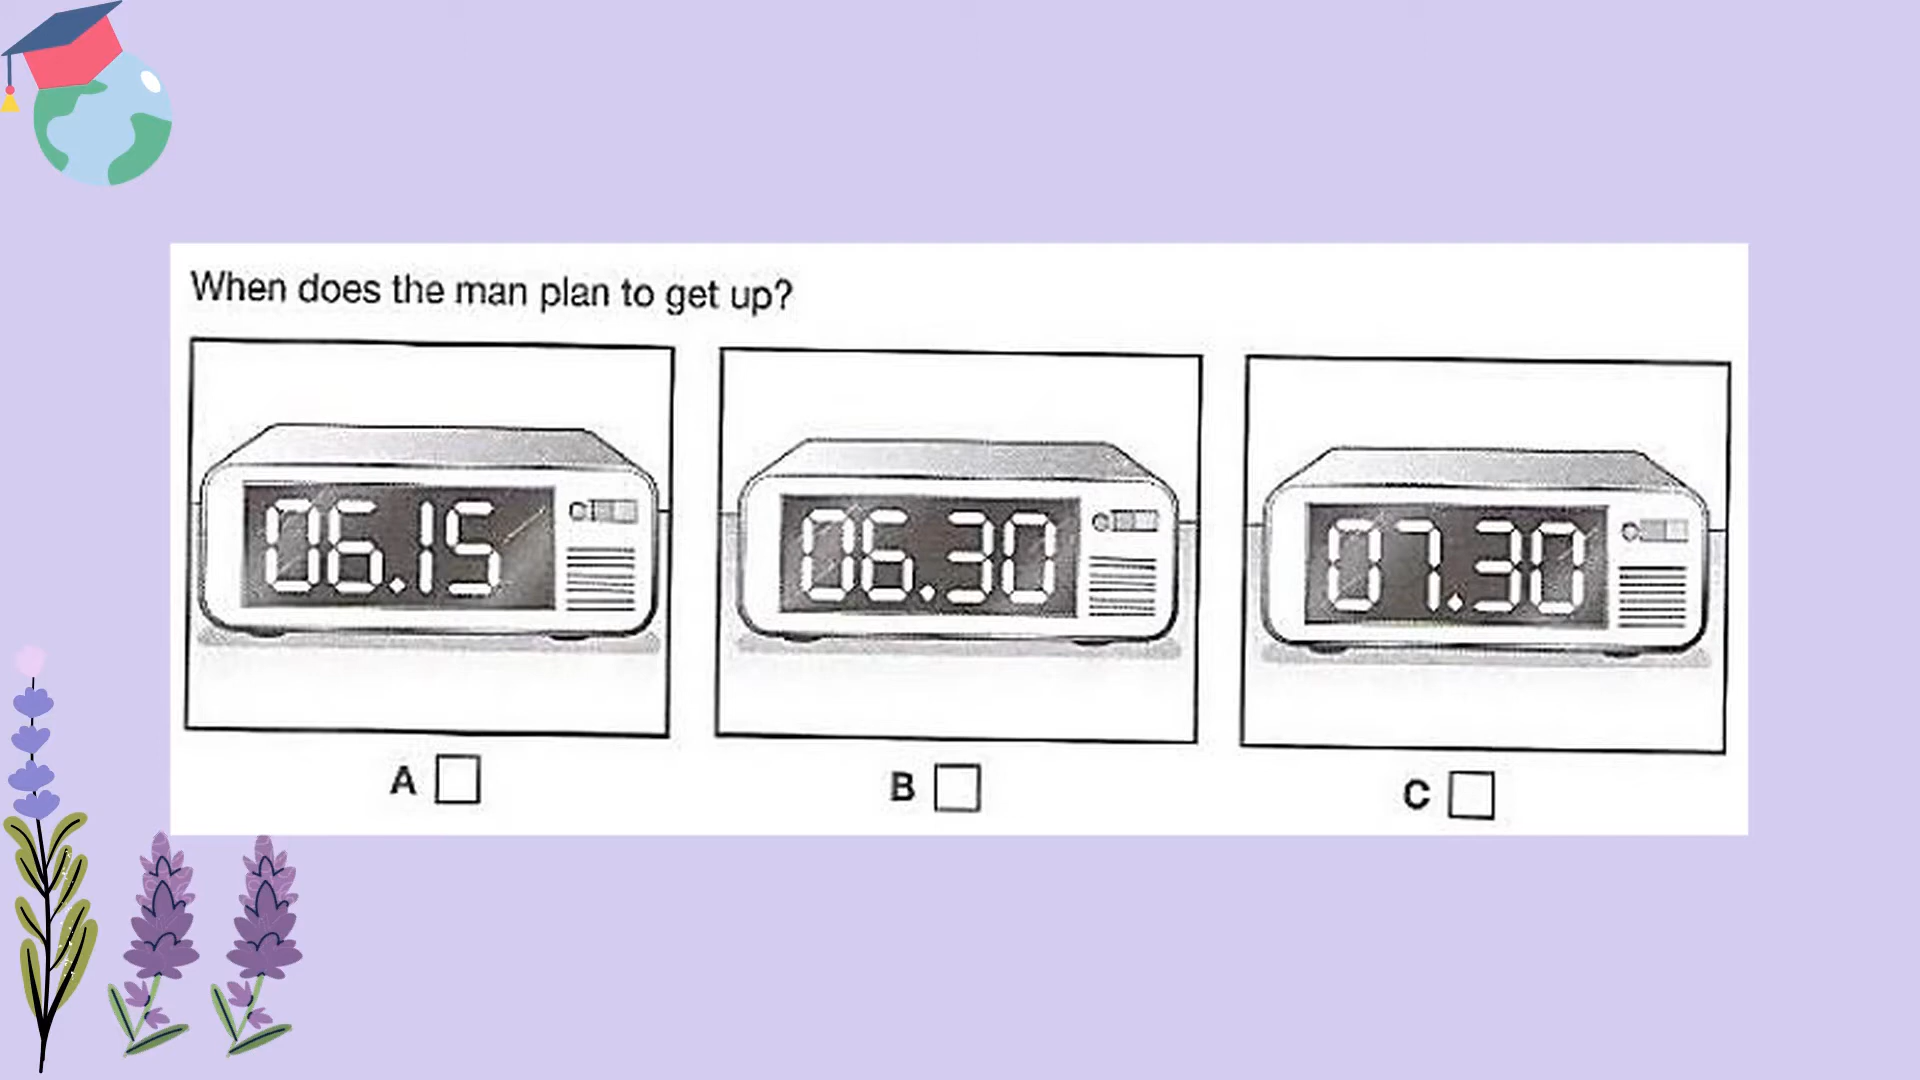 When does the man plan to get up?
06.15
06.30
07.30
A
B
C